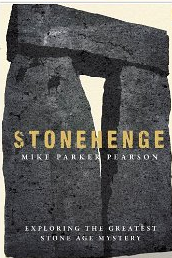 STONEHENGE
MIKE PARKER PEARSON
EXPLORING THE GREATEST
STONE AGE MYSTERY